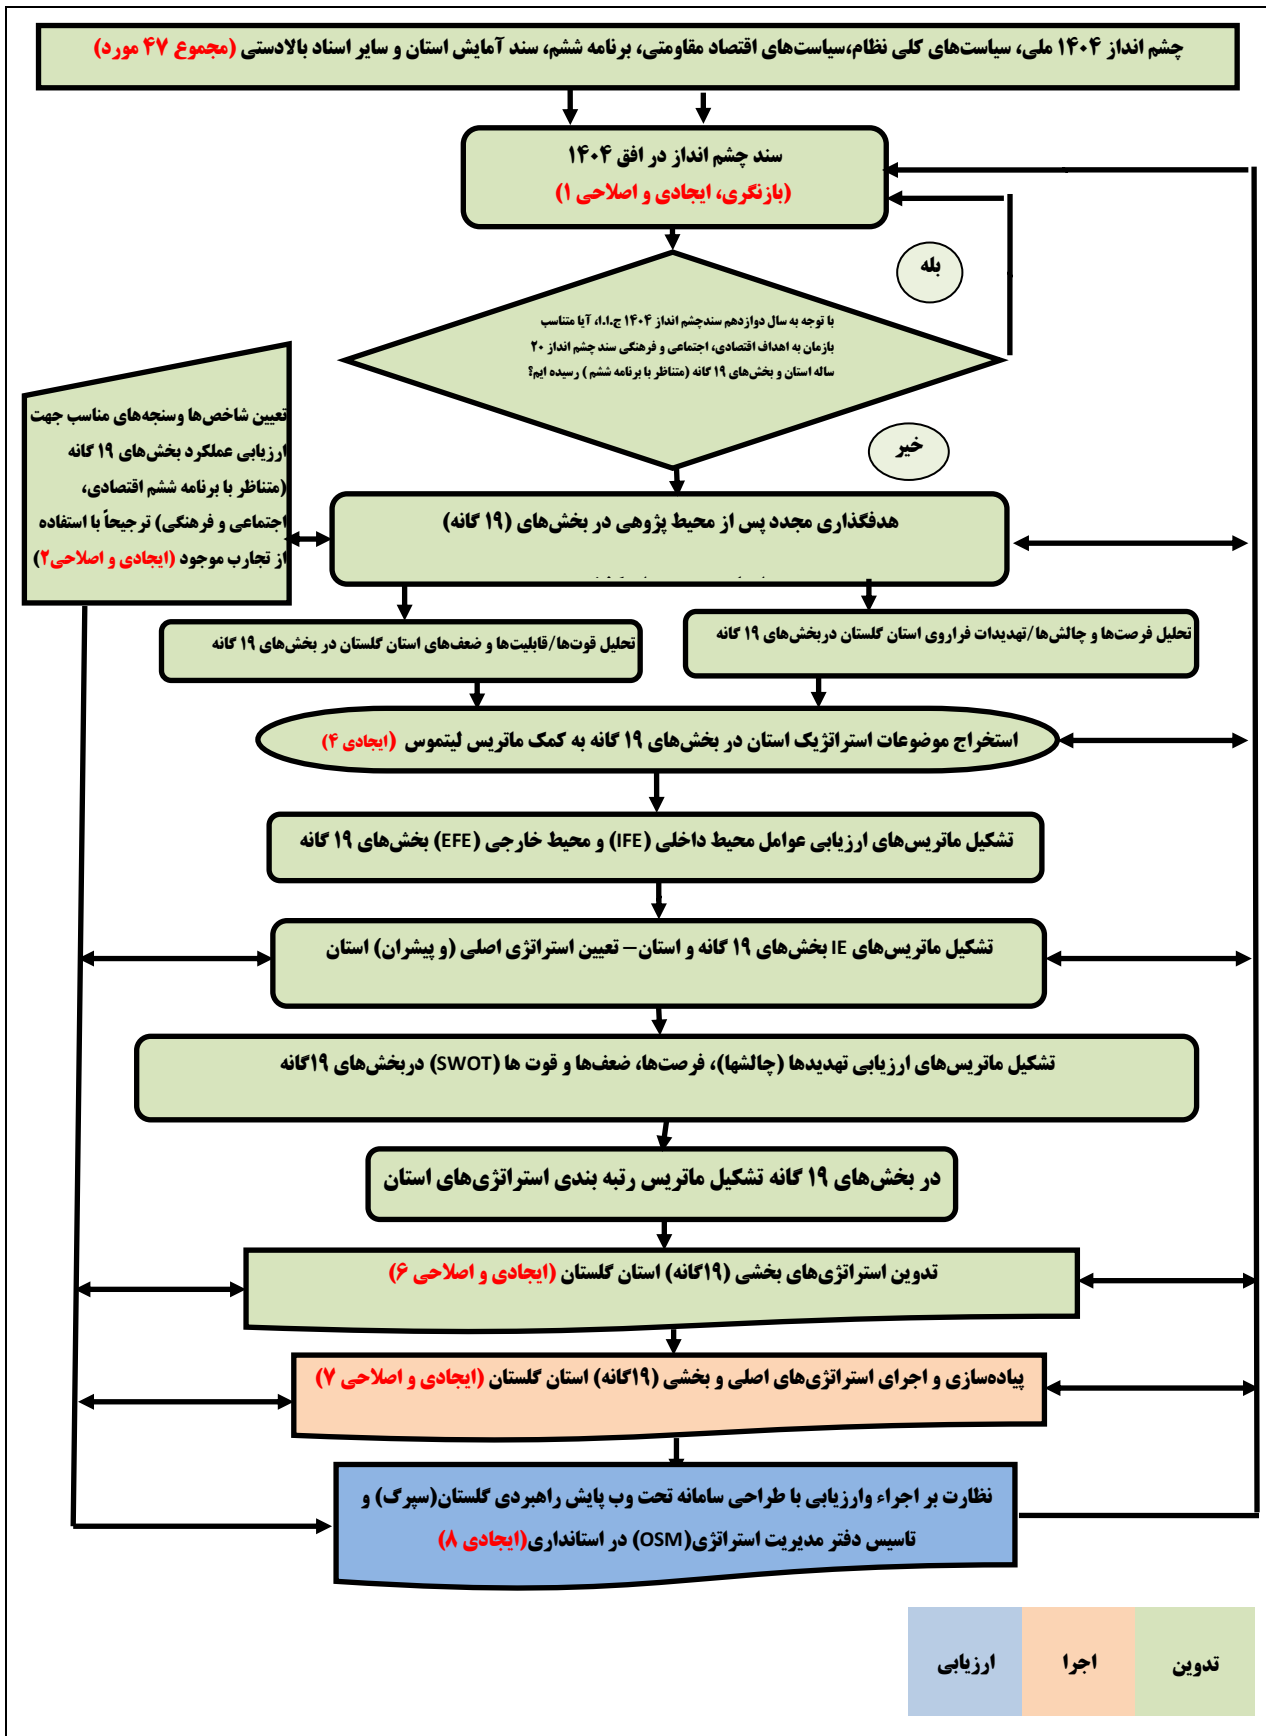 چشم انداز ۱۴۰۴ ملی، سیاست‌های کلی نظام،سیاست‌های اقتصاد مقاومتی، برنامه ششم، سند آمایش استان و سایر اسناد بالادستی (مجموع ۴۷ مورد)
سند چشم انداز در افق ۱۴۰۴
(بازنگری، ایجادی و اصلاحی ۱)
بله
با توجه به سال دوازدهم سندچشم انداز ۱۴۰۴ ج.ا.ا، آیا متناسب
بازمان به اهداف اقتصادی، اجتماعی و فرهنگی سند چشم انداز ۲۰
ساله استان و بخش‌های ۱۹ گانه (متناظر با برنامه ششم ) رسیده ایم؟
خیر
تعیین شاخص‌ها وسنجه‌های مناسب جهت
ارزیابی عملکرد بخش‌های ۱۹ گانه
(متناظر با برنامه ششم اقتصادی،
اجتماعی و فرهنگی) ترجیحاً با استفاده
از تجارب موجود (ایجادی و اصلاحی۲)
هدفگذاری مجدد پس از محیط پژوهی در بخش‌های (۱۹ گانه)
تحلیل فرصت‌ها و چالش‌ها/تهدیدات فراروی استان گلستان دربخش‌های ۱۹ گانه
تحلیل قوت‌ها/قابلیت‌ها و ضعف‌های استان گلستان در بخش‌های ۱۹ گانه
استخراج موضوعات استراتژیک استان در بخش‌های ۱۹ گانه به کمک ماتریس لیتموس (ایجادی ۴)
تشکیل ماتریس‌های ارزیابی عوامل محیط داخلی (IFE) و محیط خارجی (EFE) بخش‌های ۱۹ گانه
تشکیل ماتریس‌های IE بخش‌های ۱۹ گانه و استان– تعیین استراتژی اصلی (و پیشران) استان
تشکیل ماتریس‌های ارزیابی تهدیدها (چالشها)، فرصت‌ها، ضعف‌ها و قوت ها (SWOT) دربخش‌های ۱۹گانه
در بخش‌های ۱۹ گانه تشکیل ماتریس رتبه بندی استراتژی‌های استان
تدوین استراتژی‌های بخشی (۱۹گانه) استان گلستان (ایجادی و اصلاحی ۶)
پیاده‌سازی و اجرای استراتژی‌های اصلی و بخشی (۱۹گانه) استان گلستان (ایجادی و اصلاحی ۷)
نظارت بر اجراء وارزیابی با طراحی سامانه تحت وب پایش راهبردی گلستان(سپرگ) و
تاسیس دفتر مدیریت استراتژی(OSM) در استانداری(ایجادی ۸)
تدوین
اجرا
ارزیابی